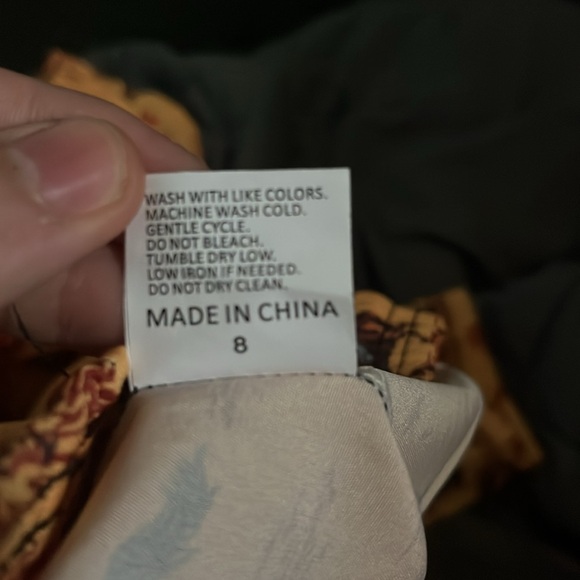 WASH WITH LIKE COLORS.
MACHINE WASH COLD.
GENTLE CYCLE.
DO NOT BLEACH.
TUMBLE DRY LOW.
LOW IRON IF NEEDED.
DO NOT DRY CLEAN.
MADE IN CHINA
8